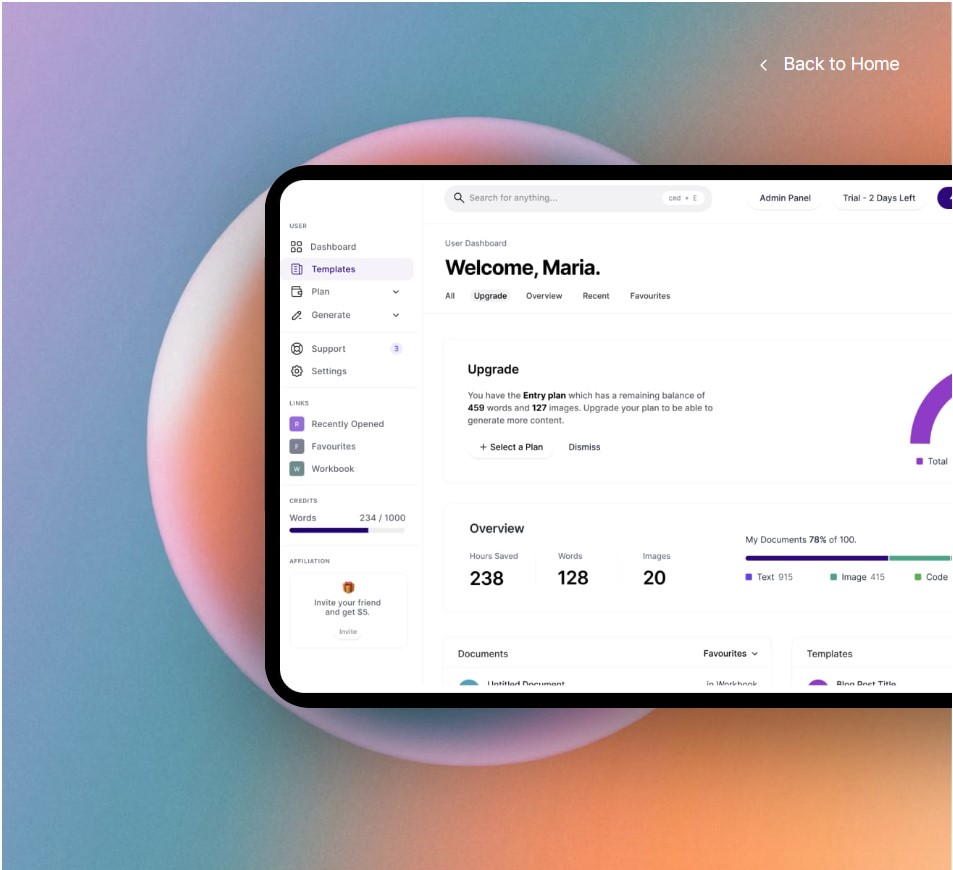 Back to Home
Search for anything...
cmd + E
Admin Panel
Trial - 2 Days Left
USER
Dashboard
Templates
Plan
Generate
Support 3
Settings
LINKS
R Recently Opened
F Favourites
W Workbook
CREDITS
Words 234 / 1000
AFFILIATION
Invite your friend
and get $5.
Invite
User Dashboard
Welcome, Maria.
All Upgrade Overview Recent Favourites
Upgrade
You have the Entry plan which has a remaining balance of
459 words and 127 images. Upgrade your plan to be able to
generate more content.
+ Select a Plan Dismiss
Total
Overview
Hours Saved Words Images
238 128 20
My Documents 78% of 100.
Text 915 Image 415 Code
Documents Favourites
Untitled Document in Workbook
Templates
Blog Post Title